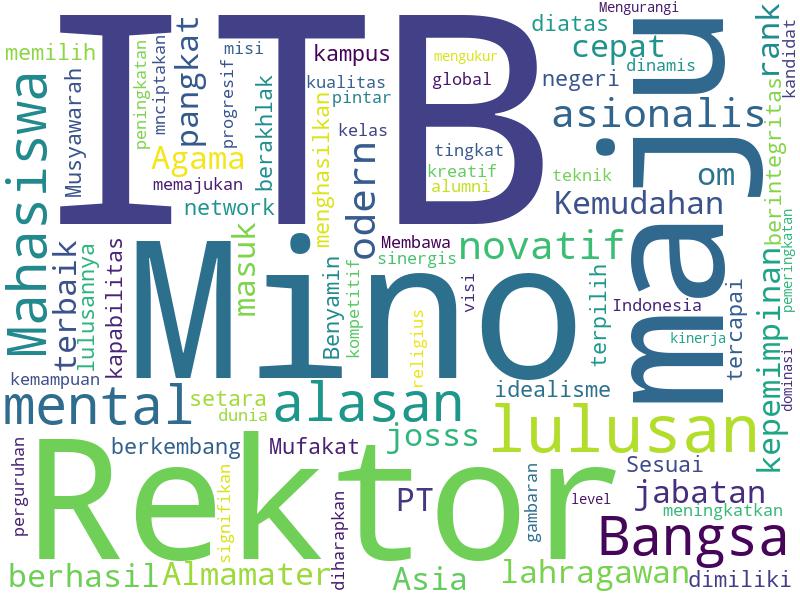 ITB
Mino
Rektor
maju
Mengurangi
memilih
Mahasiswa
Musyawarah
peningkatan
mnciptakan
pangkat
misi
progresif
berakhlak
kampus
kualitas
pintar
kelas
menghasilkan
odern
Agama
memajukan
network
mengukur
global
tingkat
kreatif
alumni
diatas
cepat
dinamis
negeri
asionalis
teknik
om
Kemudahan
rank
kandidat
berintegritas
pemeringkatan
kepemimpinan
dominasi
terbaik
lulusannya
kapabilitas
masuk
Benyamin
kompetitif
Membawa
sinergis
novatif
religius
visi
terpilih
Indonesia
kinerja
tercapai
kemampuan
mental
setara
dunia
alasan
idealisme
josss
lulusan
berkembang
Mufakat
perguruhan
signifikan
diharapkan
PT
gambaran
level
Sesuai
jabatan
meningkatkan
Bangsa
berhasil
Almamater
Asia
lahragawan
dimiliki